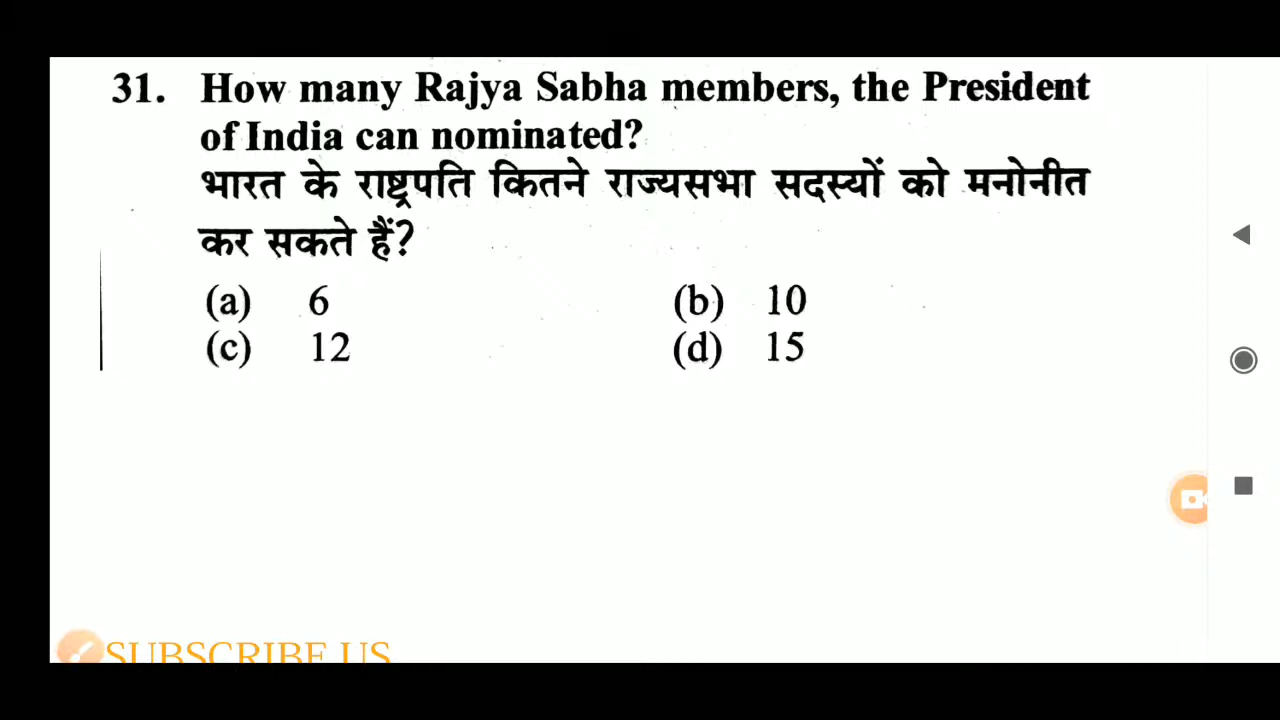 31. How many Rajya Sabha members, the President
of India can nominated?
भारत के राष्ट्रपति कितने राज्यसभा सदस्यों को मनोनीत
कर सकते हैं?
(a) 6 (b) 10
(c) 12 (d) 15
SUBSCRIBE US